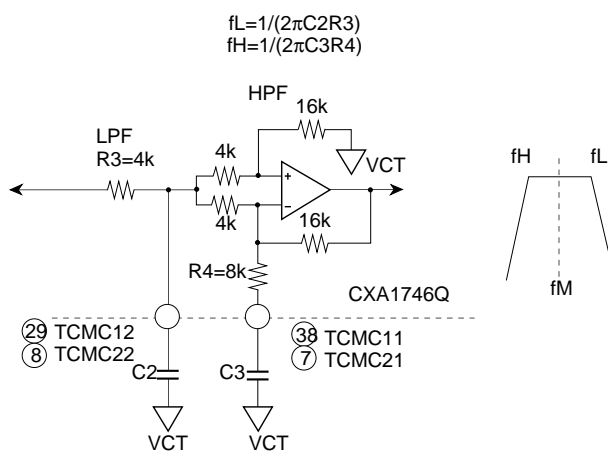 fL=1/(2πC2R3)
fH=1/(2πC3R4)
HPF
16k
LPF
R3=4k
4k
VCT
fH
fL
+
−
4k
16k
R4=8k
CXA1746Q
fM
29 TCMC12
8 TCMC22
38 TCMC11
7 TCMC21
C2
C3
VCT
VCT